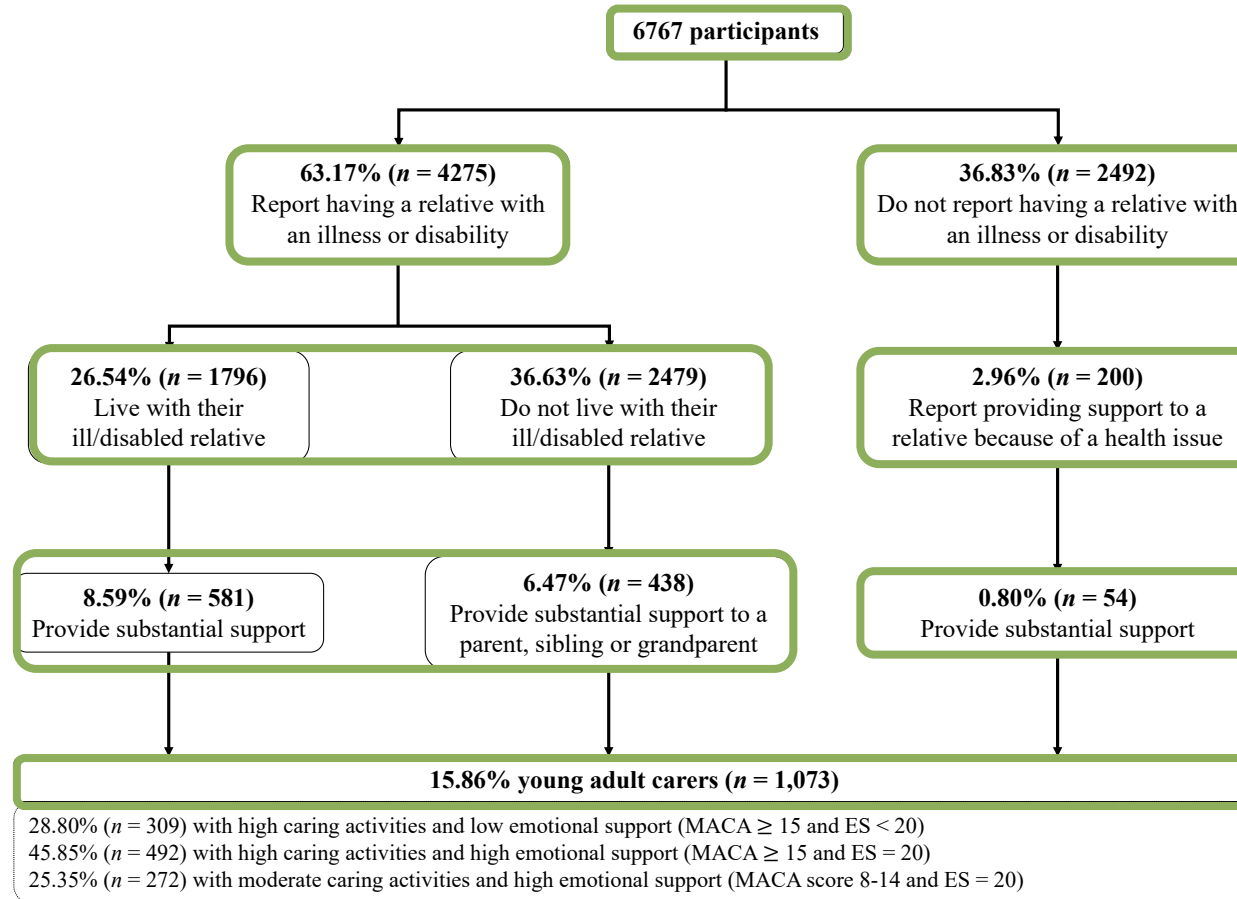 6767 participants
63.17% (n = 4275)
Report having a relative with
an illness or disability
36.83% (n = 2492)
Do not report having a relative with
an illness or disability
26.54% (n = 1796)
Live with their
ill/disabled relative
36.63% (n = 2479)
Do not live with their
ill/disabled relative
2.96% (n = 200)
Report providing support to a
relative because of a health issue
8.59% (n = 581)
Provide substantial support
6.47% (n = 438)
Provide substantial support to a
parent, sibling or grandparent
0.80% (n = 54)
Provide substantial support
15.86% young adult carers (n = 1,073)
28.80% (n = 309) with high caring activities and low emotional support (MACA ≥ 15 and ES < 20)
45.85% (n = 492) with high caring activities and high emotional support (MACA ≥ 15 and ES = 20)
25.35% (n = 272) with moderate caring activities and high emotional support (MACA score 8-14 and ES = 20)